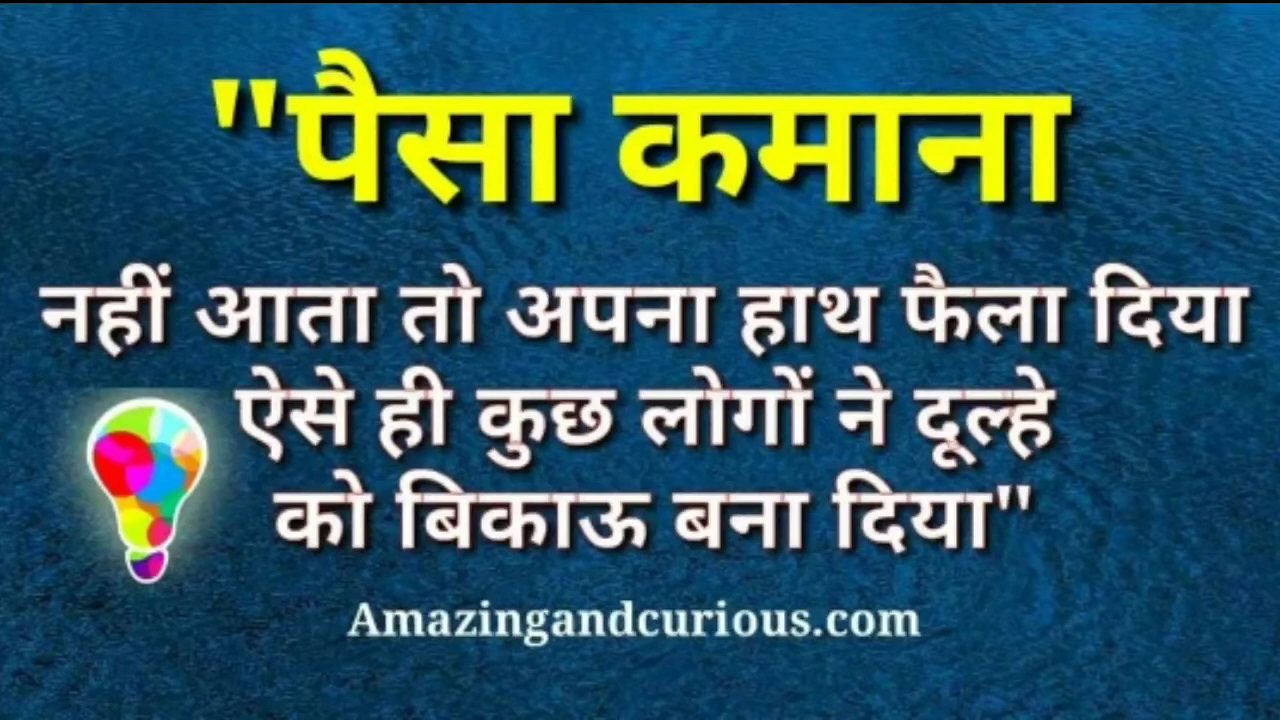 "पैसा कमाना
नहीं आता तो अपना हाथ फैला दिया
ऐसे ही कुछ लोगों ने दूल्हे
को बिकाऊ बना दिया"
Amazingandcurious.com